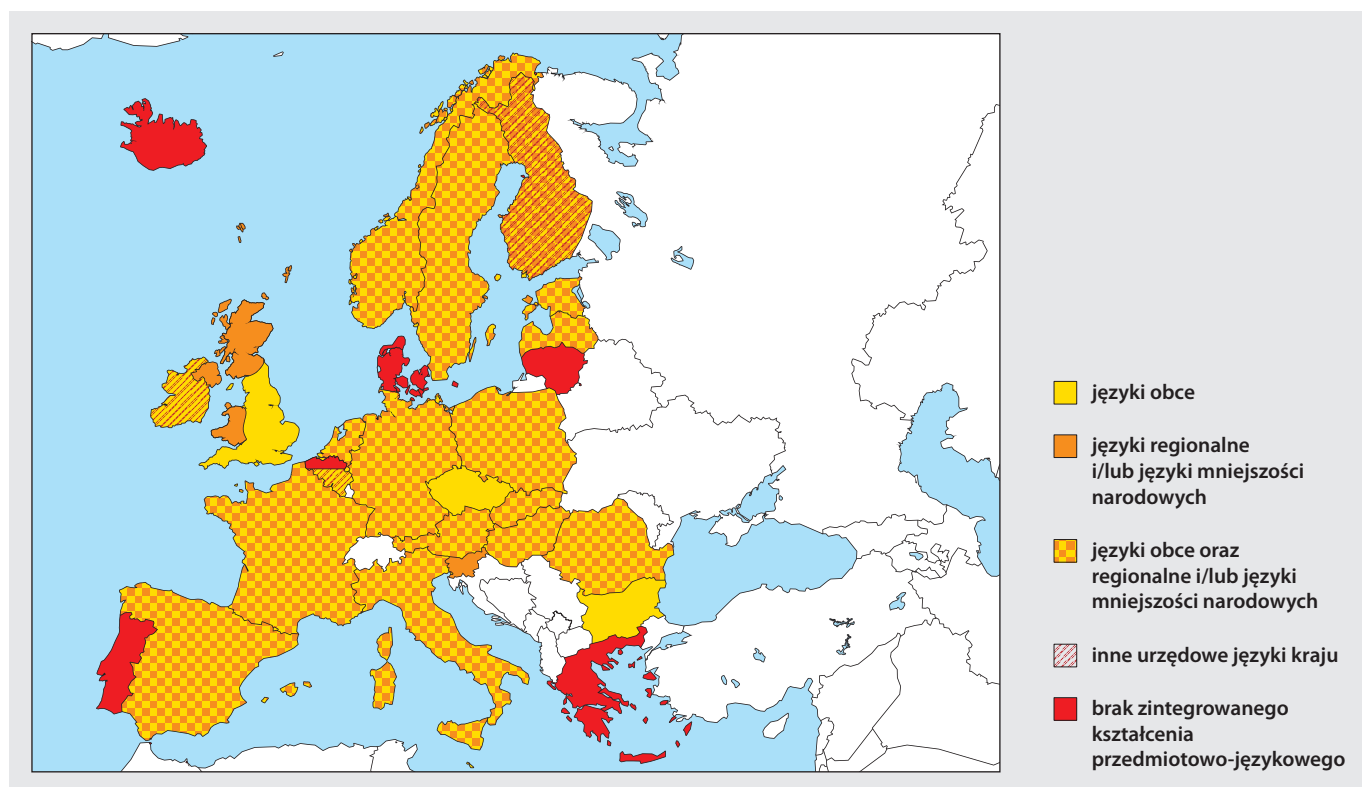 języki obce
języki regionalne
i/lub języki mniejszości
narodowych
języki obce oraz
regionalne i/lub języki
mniejszości narodowych
inne urzędowe języki kraju
brak zintegrowanego
kształcenia
przedmiotowo-językowego